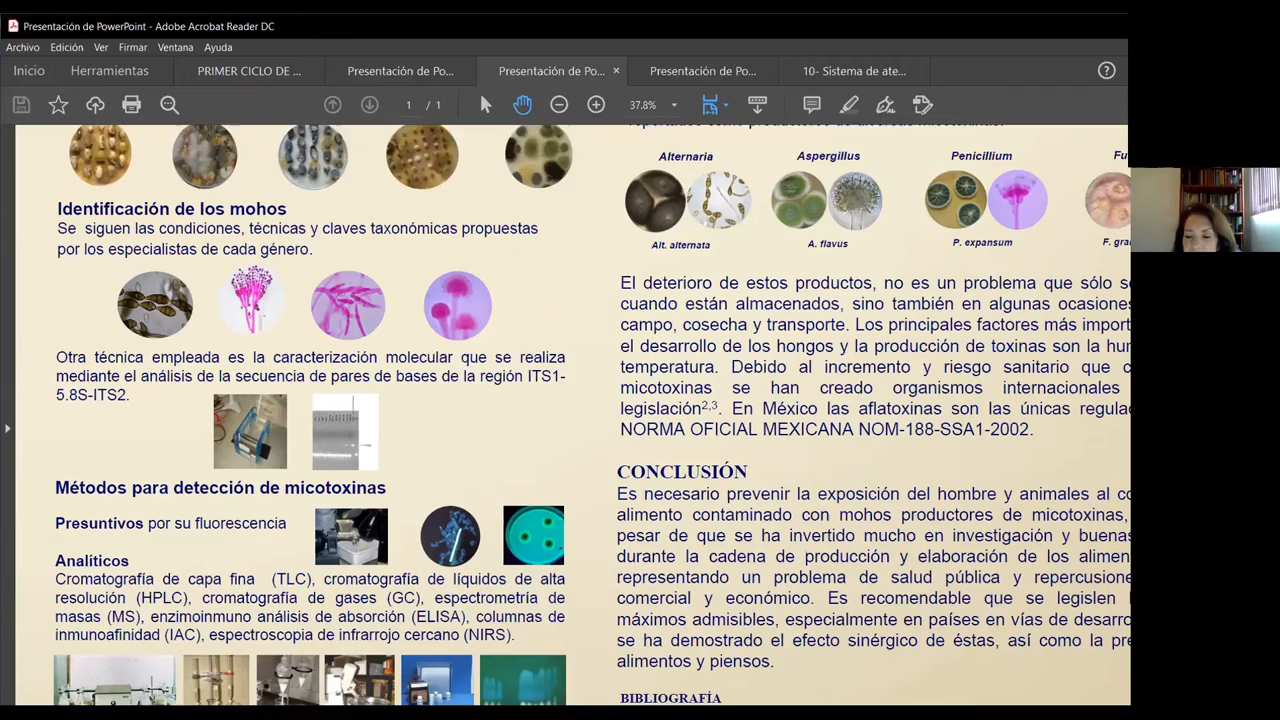 Presentación de PowerPoint - Adobe Acrobat Reader DC
Archivo Edición Ver Firmar Ventana Ayuda
Inicio Herramientas PRIMER CICLO DE ... Presentación de Po... Presentación de Po... × Presentación de Po... 10- Sistema de ate...
1 / 1 37.8%
Identificación de los mohos
Se siguen las condiciones, técnicas y claves taxonómicas propuestas
por los especialistas de cada género.
Otra técnica empleada es la caracterización molecular que se realiza
mediante el análisis de la secuencia de pares de bases de la región ITS1-
5.8S-ITS2.
Métodos para detección de micotoxinas
Presuntivos por su fluorescencia
Analíticos
Cromatografía de capa fina (TLC), cromatografía de líquidos de alta
resolución (HPLC), cromatografía de gases (GC), espectrometría de
masas (MS), enzimoinmuno análisis de absorción (ELISA), columnas de
inmunoafinidad (IAC), espectroscopia de infrarrojo cercano (NIRS).
Alternaria Aspergillus Penicillium Fu
Alt. alternata A. flavus P. expansum F. gra
El deterioro de estos productos, no es un problema que sólo s
cuando están almacenados, sino también en algunas ocasiones
campo, cosecha y transporte. Los principales factores más import
el desarrollo de los hongos y la producción de toxinas son la hum
temperatura. Debido al incremento y riesgo sanitario que c
micotoxinas se han creado organismos internacionales
legislación2,3. En México las aflatoxinas son las únicas regula
NORMA OFICIAL MEXICANA NOM-188-SSA1-2002.
CONCLUSIÓN
Es necesario prevenir la exposición del hombre y animales al co
alimento contaminado con mohos productores de micotoxinas,
pesar de que se ha invertido mucho en investigación y buenas
durante la cadena de producción y elaboración de los alimen
representando un problema de salud pública y repercusione
comercial y económico. Es recomendable que se legislen l
máximos admisibles, especialmente en países en vías de desarro
se ha demostrado el efecto sinérgico de éstas, así como la pre
alimentos y piensos.
BIBLIOGRAFÍA